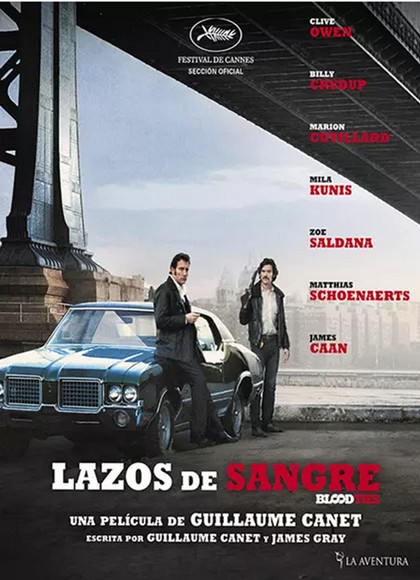 FESTIVAL DE CANNES
SECCIÓN OFICIAL
CLIVE
OWEN
BILLY
CRUDUP
MARION
COTILLARD
MILA
KUNIS
ZOE
SALDANA
MATTHIAS
SCHOENAERTS
JAMES
CAAN
LAZOS DE SANGRE
BLOOD TIES
UNA PELÍCULA DE GUILLAUME CANET
ESCRITA POR GUILLAUME CANET Y JAMES GRAY
LA AVENTURA